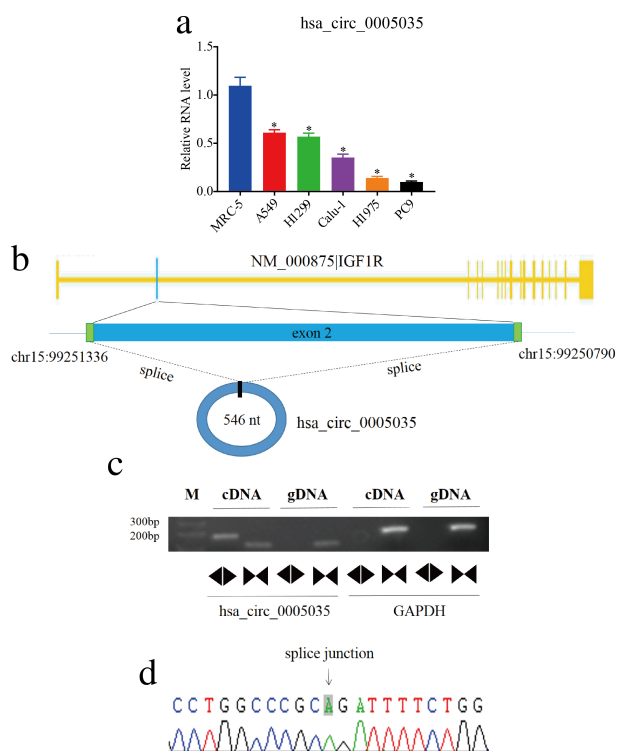 a
hsa_circ_0005035
Relative RNA level
1.5
1.0
0.5
0.0
MRC-5
A549
H1299
Calu-1
H1975
PC9
*
*
*
*
*
b
NM_000875|IGF1R
exon 2
chr15:99251336
chr15:99250790
splice
splice
546 nt
hsa_circ_0005035
c
M
cDNA
gDNA
cDNA
gDNA
300bp
200bp
hsa_circ_0005035
GAPDH
d
splice junction
CCTGGCCCGCAGATTTTCTGG